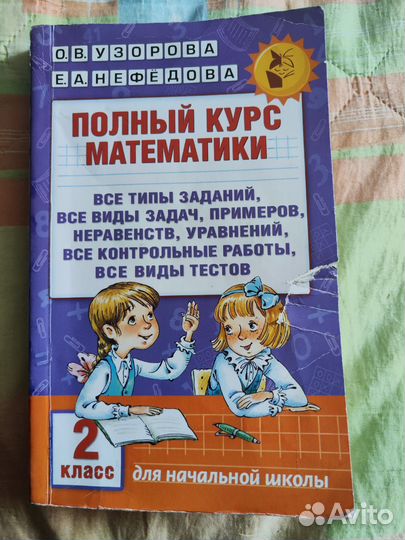 О.В.УЗОРОВА
Е.А.НЕФЁДОВА
ПОЛНЫЙ КУРС
МАТЕМАТИКИ
ВСЕ ТИПЫ ЗАДАНИЙ,
ВСЕ ВИДЫ ЗАДАЧ, ПРИМЕРОВ,
НЕРАВЕНСТВ, УРАВНЕНИЙ,
ВСЕ КОНТРОЛЬНЫЕ РАБОТЫ,
ВСЕ ВИДЫ ТЕСТОВ
2
класс
для начальной школы
Avito